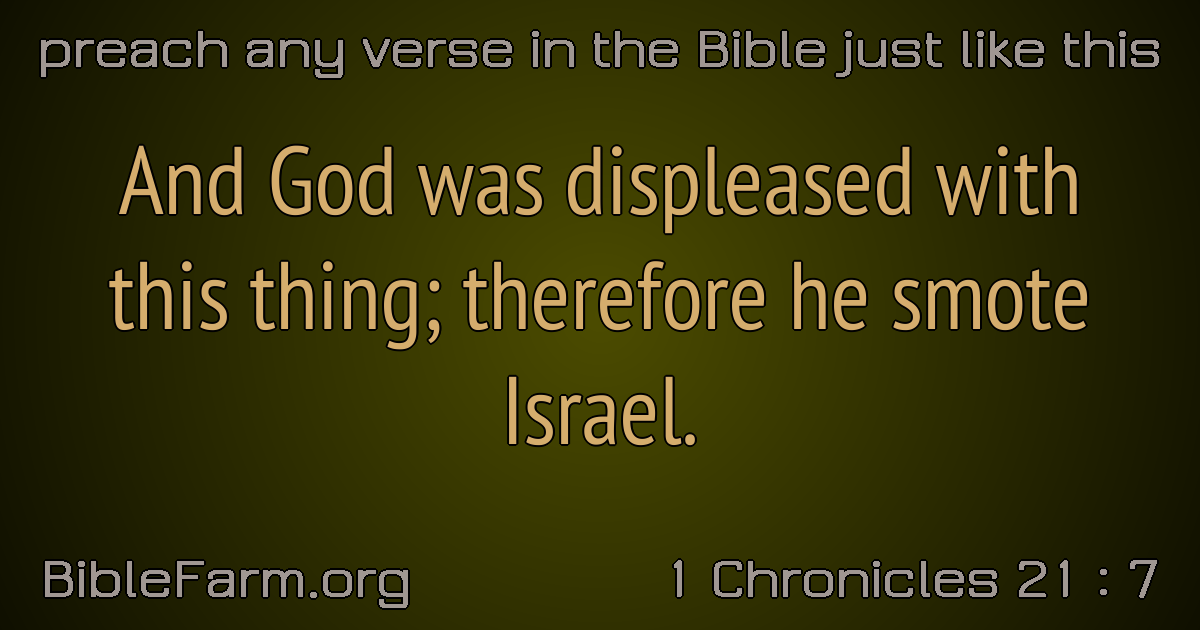 preach any verse in the Bible just like this
And God was displeased with
this thing; therefore he smote
Israel.
BibleFarm.org
1 Chronicles 21 : 7